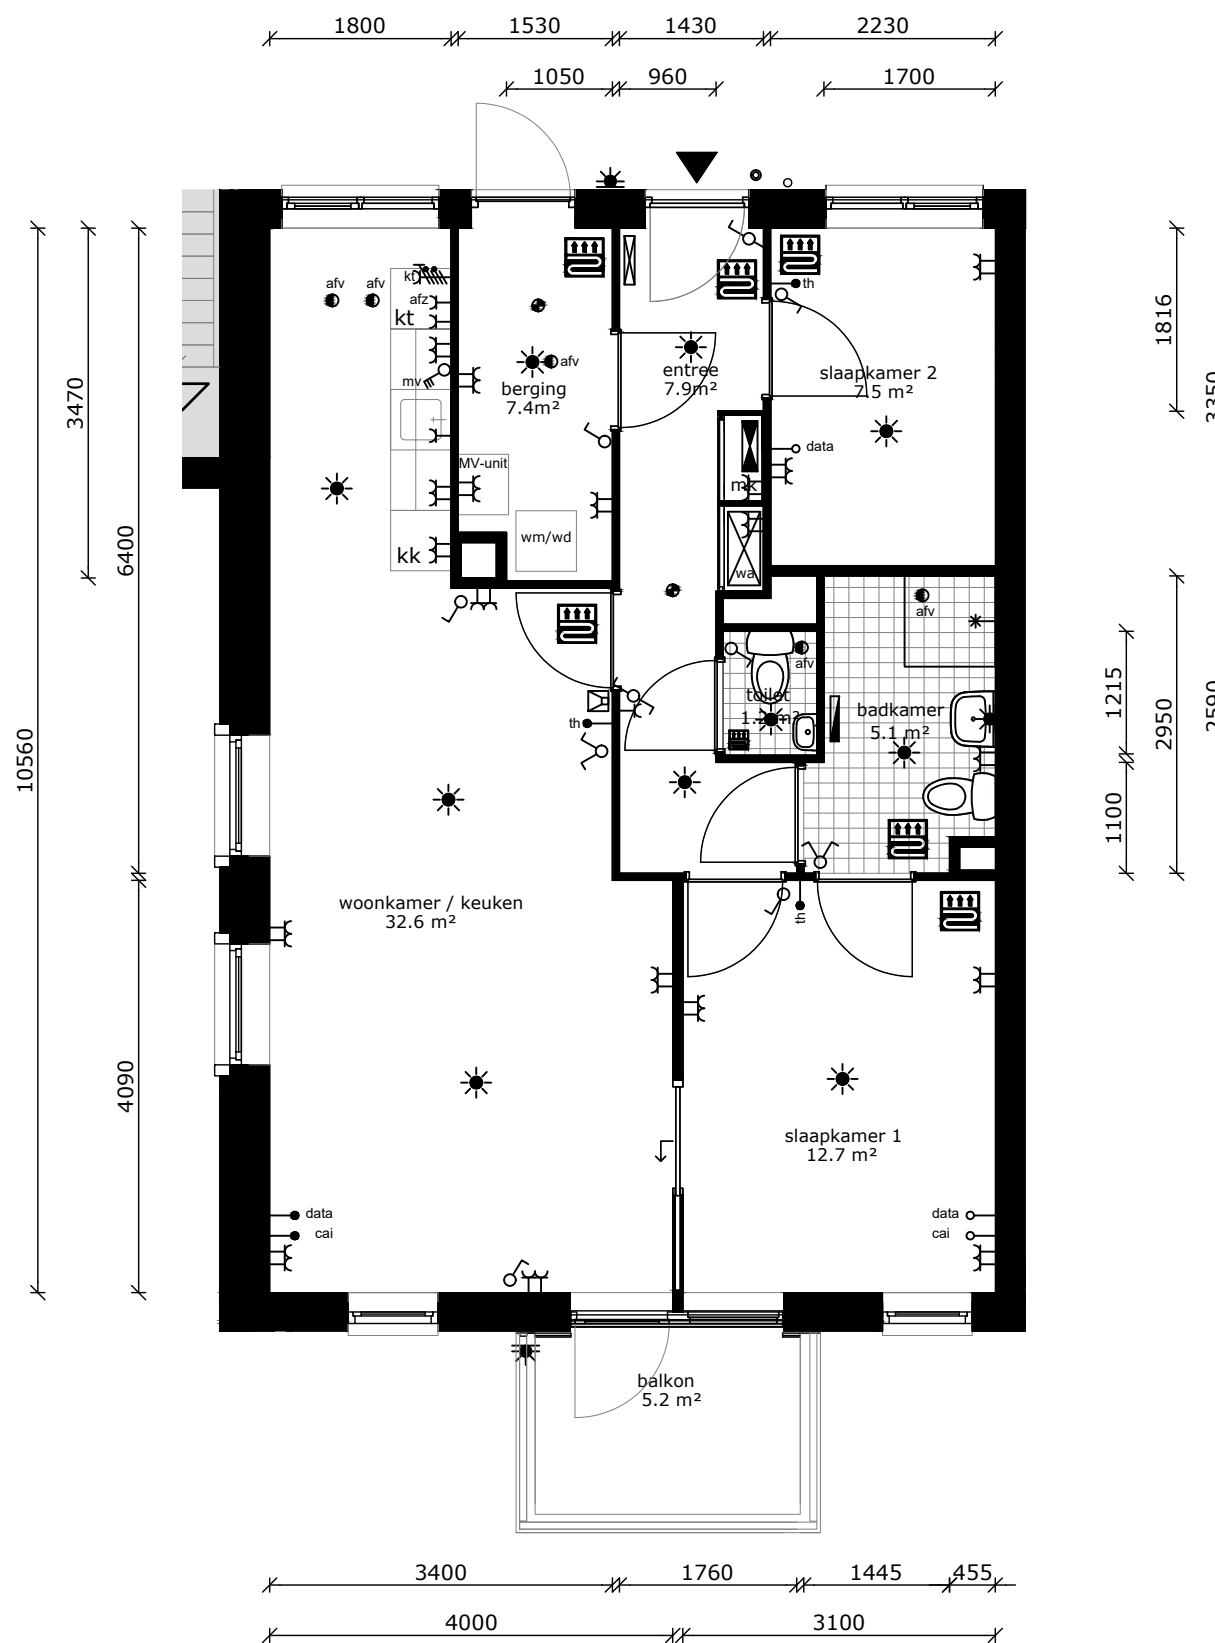 1800 1530 1430 2230
1050 960 1700
kt
afv afv
afz
kt
th
3470
1816
3350
afv
mv
entree
7.9m²
slaapkamer 2
7.5 m²
berging
7.4m²
data
MV-unit
mk
6400
wm/wd
kk
wa
afv
afv
toilet
1215
2950
2590
th
badkamer
5.1 m²
10560
1100
woonkamer / keuken
32.6 m²
th
4090
slaapkamer 1
12.7 m²
data
cai
data
cai
balkon
5.2 m²
3400 1760 1445 455
4000 3100